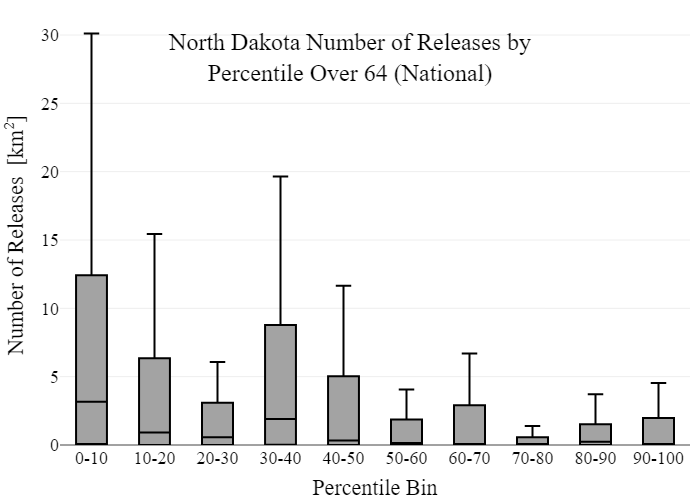 North Dakota Number of Releases by
Percentile Over 64 (National)
Number of Releases [km²]
30
25
20
15
10
5
0
0-10 10-20 20-30 30-40 40-50 50-60 60-70 70-80 80-90 90-100
Percentile Bin